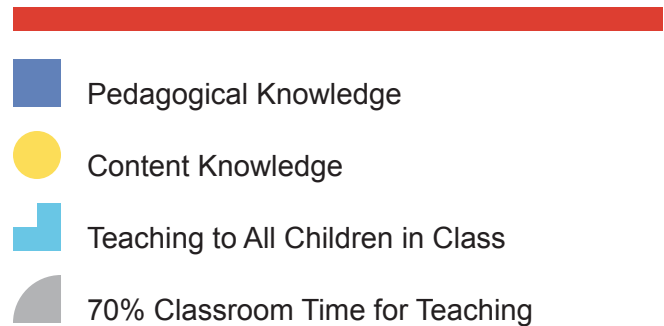 Pedagogical Knowledge
Content Knowledge
Teaching to All Children in Class
70% Classroom Time for Teaching